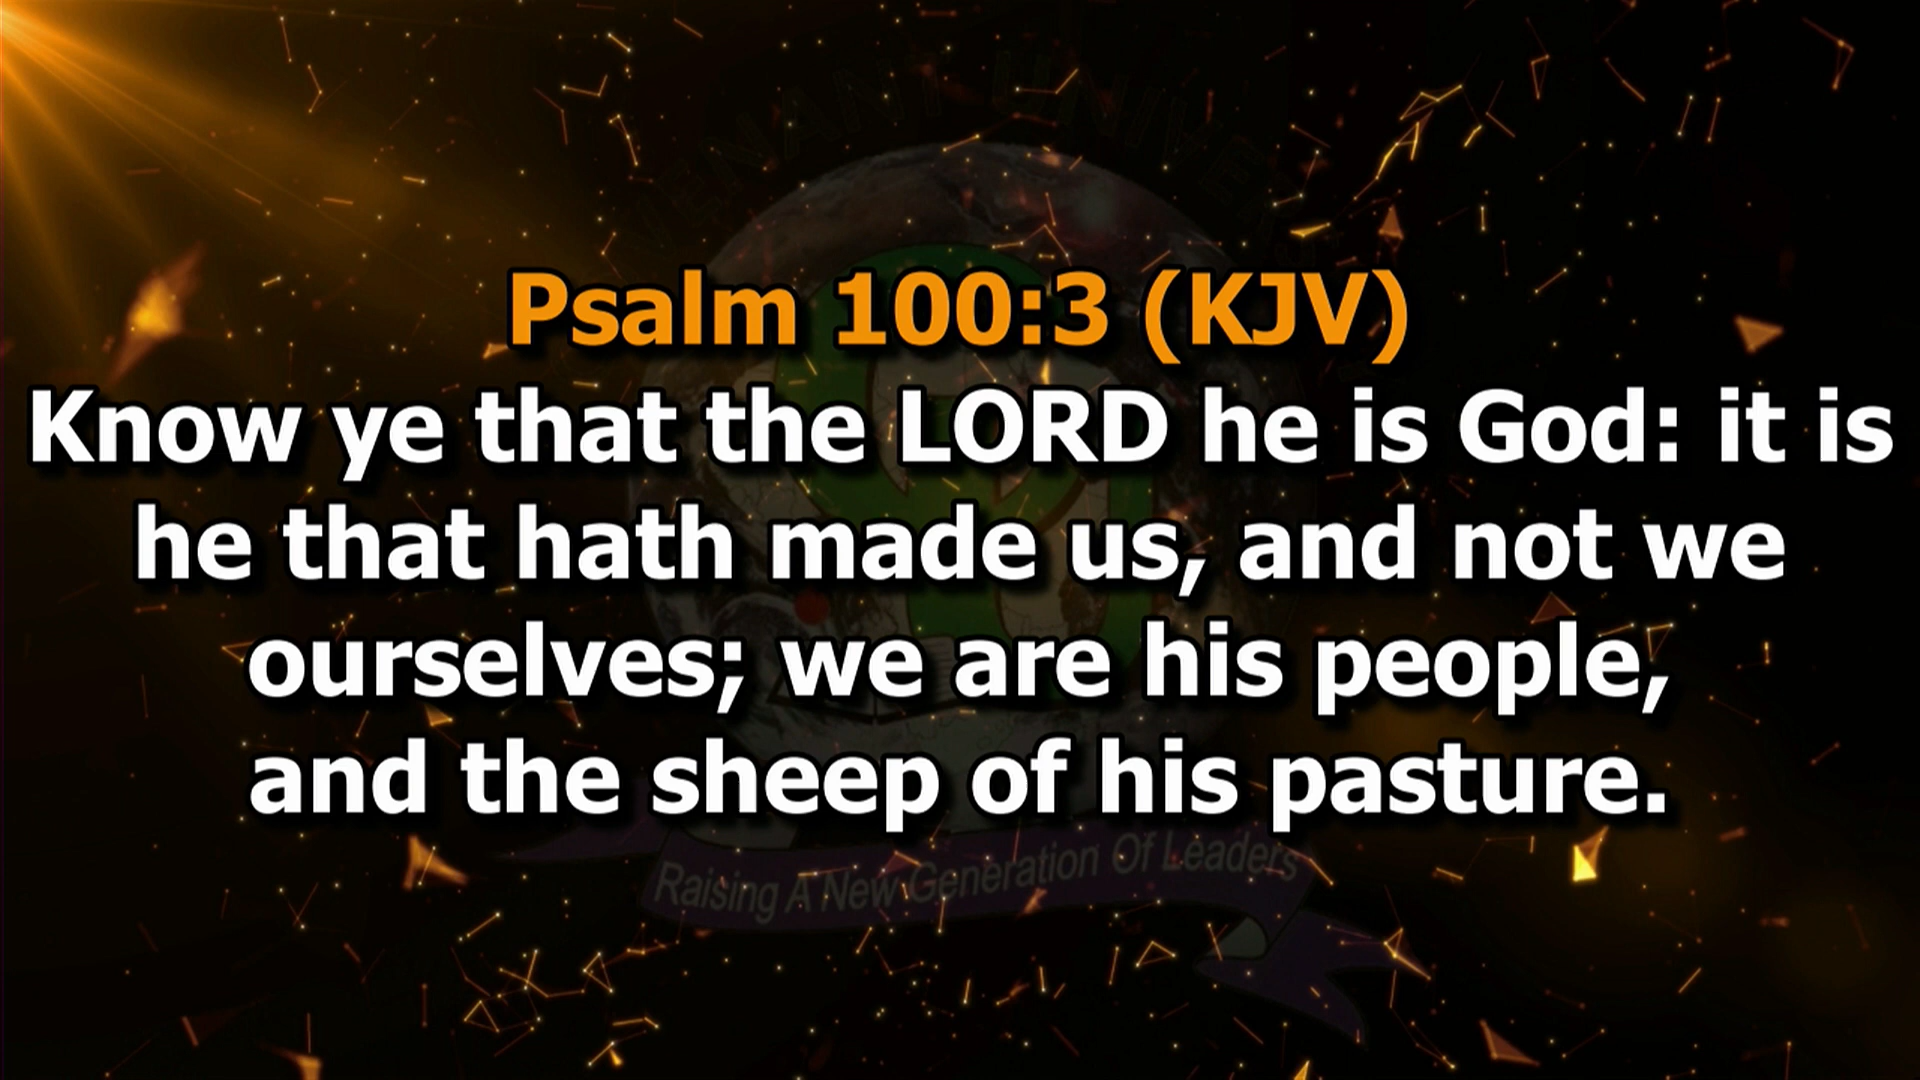 Psalm 100:3 (KJV)
Know ye that the LORD he is God: it is
he that hath made us, and not we
ourselves; we are his people,
and the sheep of his pasture.
Raising A New Generation Of Leaders